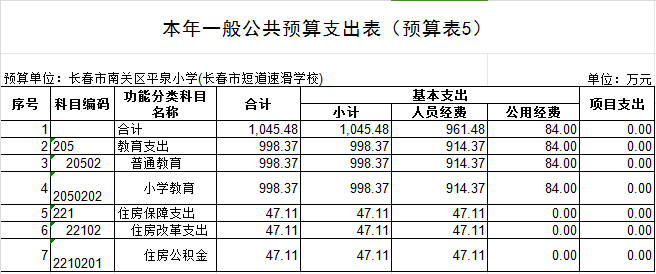 本年一般公共预算支出表（预算表5）
预算单位：长春市南关区平泉小学(长春市短道速滑学校) 单位：万元
序号 科目编码 功能分类科目名称 合计 基本支出 项目支出
小计 人员经费 公用经费
1 合计 1,045.48 1,045.48 961.48 84.00 0.00
2 205 教育支出 998.37 998.37 914.37 84.00 0.00
3 20502 普通教育 998.37 998.37 914.37 84.00 0.00
4 2050202 小学教育 998.37 998.37 914.37 84.00 0.00
5 221 住房保障支出 47.11 47.11 47.11 0.00 0.00
6 22102 住房改革支出 47.11 47.11 47.11 0.00 0.00
7 2210201 住房公积金 47.11 47.11 47.11 0.00 0.00